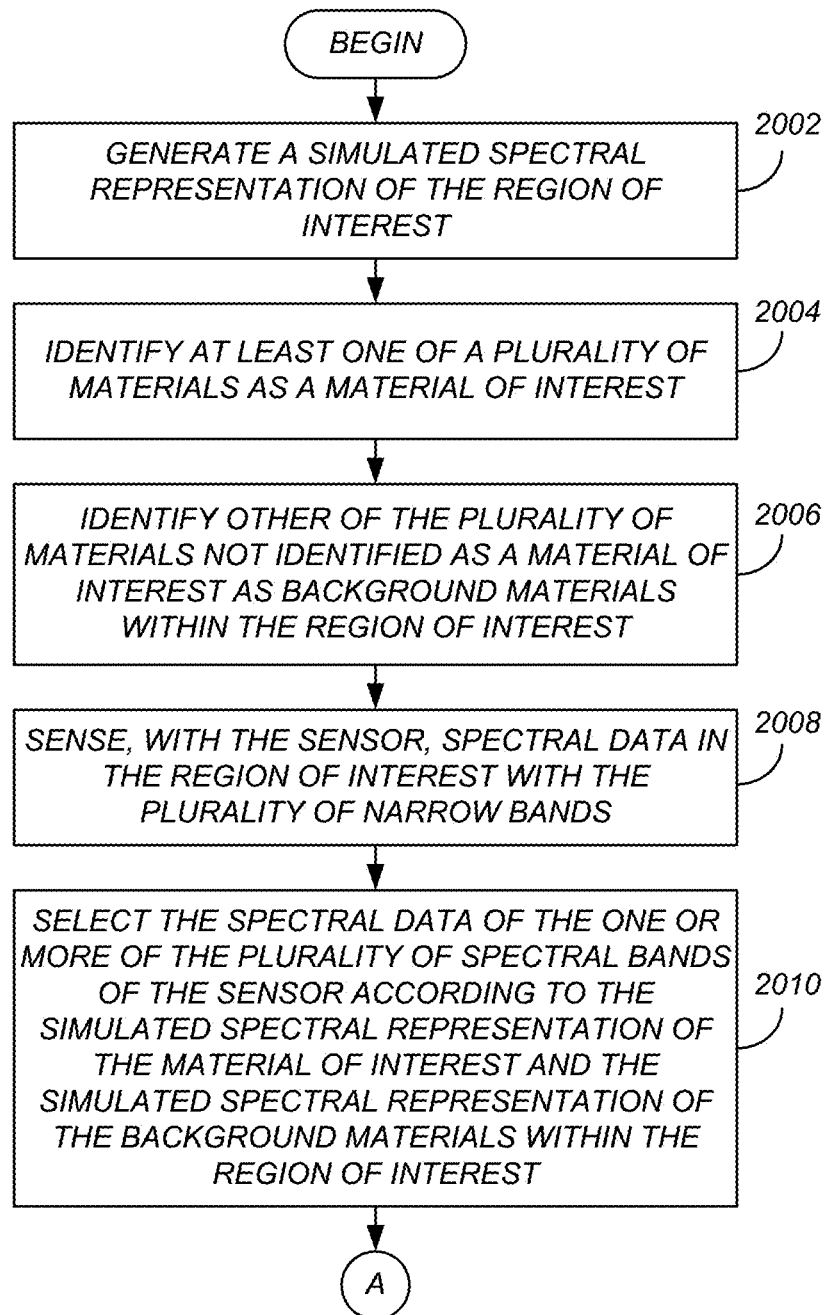 BEGIN
2002
GENERATE A SIMULATED SPECTRAL
REPRESENTATION OF THE REGION OF
INTEREST
2004
IDENTIFY AT LEAST ONE OF A PLURALITY OF
MATERIALS AS A MATERIAL OF INTEREST
2006
IDENTIFY OTHER OF THE PLURALITY OF
MATERIALS NOT IDENTIFIED AS A MATERIAL OF
INTEREST AS BACKGROUND MATERIALS
WITHIN THE REGION OF INTEREST
2008
SENSE, WITH THE SENSOR, SPECTRAL DATA IN
THE REGION OF INTEREST WITH THE
PLURALITY OF NARROW BANDS
2010
SELECT THE SPECTRAL DATA OF THE ONE OR
MORE OF THE PLURALITY OF SPECTRAL BANDS
OF THE SENSOR ACCORDING TO THE
SIMULATED SPECTRAL REPRESENTATION OF
THE MATERIAL OF INTEREST AND THE
SIMULATED SPECTRAL REPRESENTATION OF
THE BACKGROUND MATERIALS WITHIN THE
REGION OF INTEREST
A